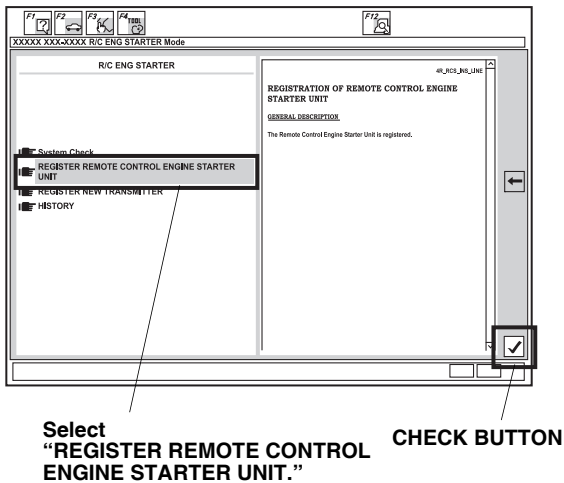 F1 F2 F3 F4 TOOL F12
XXXXX XXX-XXXX R/C ENG STARTER Mode
R/C ENG STARTER
4R_RCS_INS_LINE
REGISTRATION OF REMOTE CONTROL ENGINE
STARTER UNIT
GENERAL DESCRIPTION
The Remote Control Engine Starter Unit is registered.
System Check
REGISTER REMOTE CONTROL ENGINE STARTER
UNIT
REGISTER NEW TRANSMITTER
HISTORY
Select
“REGISTER REMOTE CONTROL
ENGINE STARTER UNIT.”
CHECK BUTTON